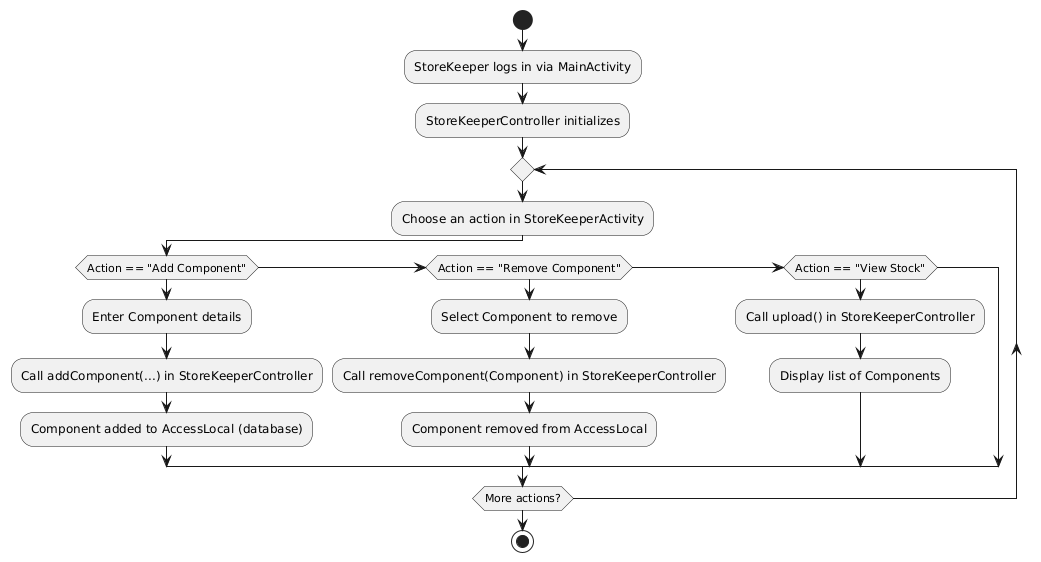 StoreKeeper logs in via MainActivity
StoreKeeperController initializes
Choose an action in StoreKeeperActivity
Action == "Add Component"
Action == "Remove Component"
Action == "View Stock"
Enter Component details
Select Component to remove
Call upload() in StoreKeeperController
Call addComponent(...) in StoreKeeperController
Call removeComponent(Component) in StoreKeeperController
Display list of Components
Component added to AccessLocal (database)
Component removed from AccessLocal
More actions?